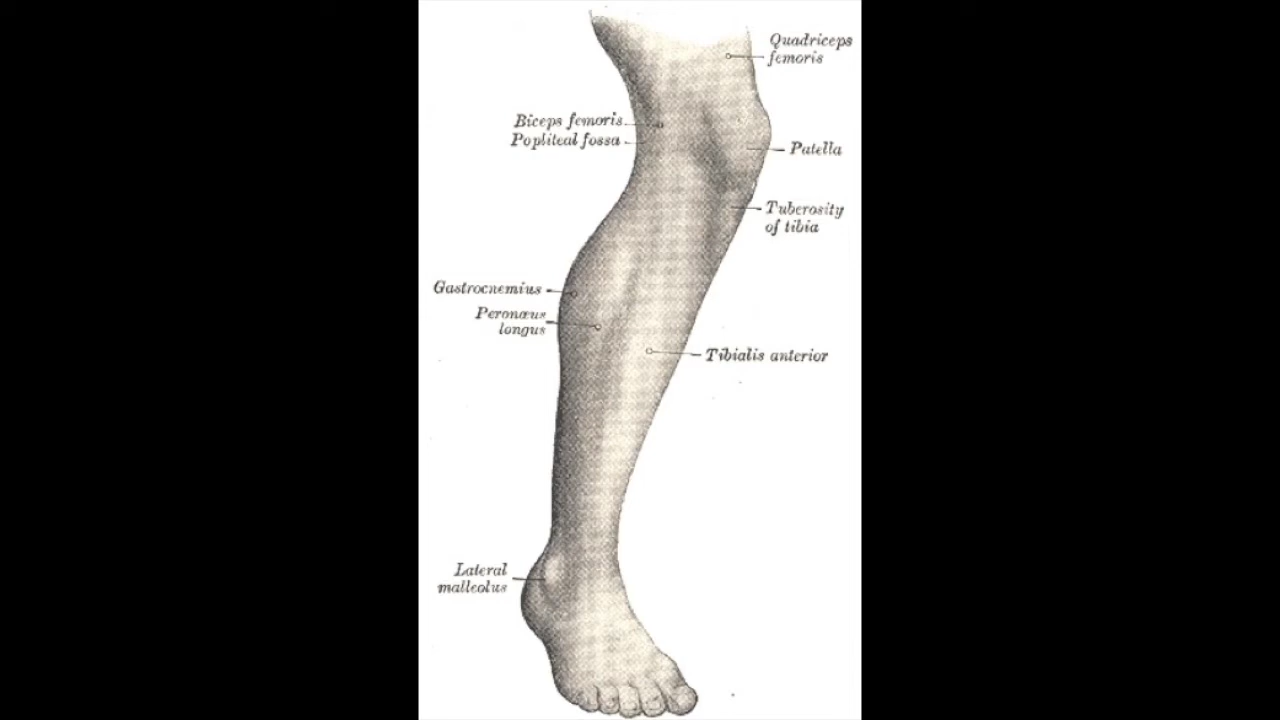 Quadriceps
femoris
Biceps femoris
Popliteal fossa
Patella
Tuberosity
of tibia
Gastrocnemius
Peronæus
longus
Tibialis anterior
Lateral
malleolus